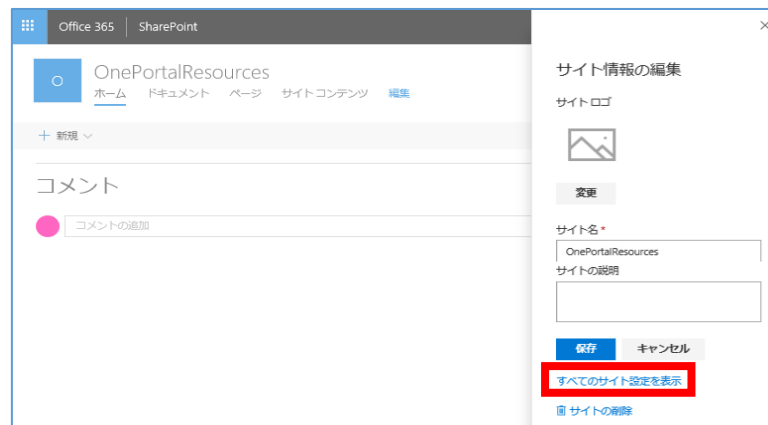 Office 365 SharePoint
O
OnePortalResources
ホーム ドキュメント ページ サイト コンテンツ 編集
+ 新規
コメント
コメントの追加
サイト情報の編集
サイト ロゴ
変更
サイト名 *
OnePortalResources
サイトの説明
保存 キャンセル
すべてのサイト設定を表示
サイトの削除